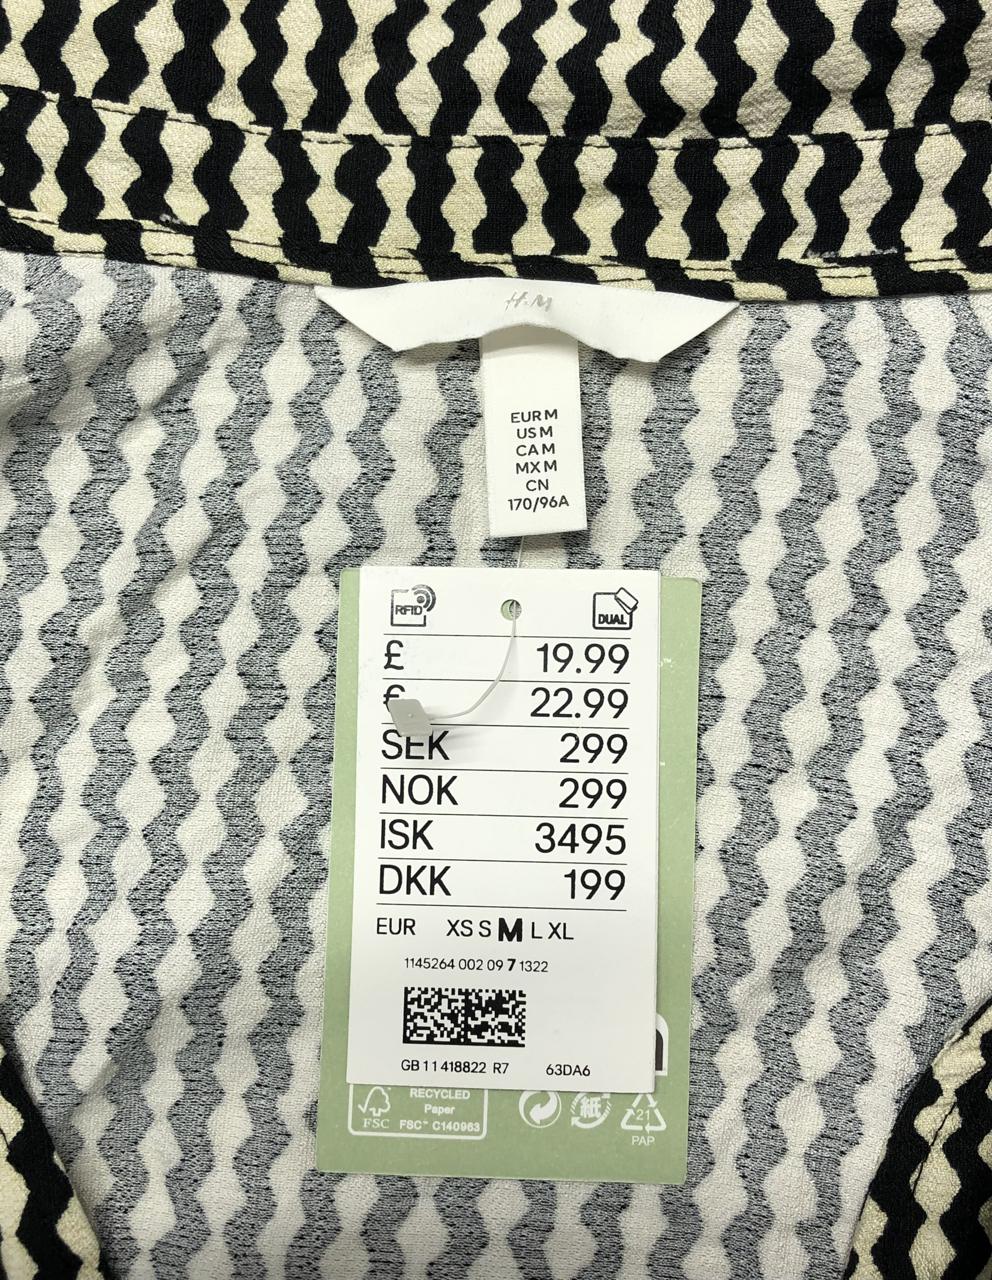 H&M
EUR M
US M
CA M
MX M
CN
170/96A
RFID
DUAL
£ 19.99
22.99
SEK 299
NOK 299
ISK 3495
DKK 199
EUR XS S M L XL
1145264 002 09 7 1322
GB 11 418822 R7 63DA6
RECYCLED
Paper
FSC
FSC™ C140963
紙
21
PAP